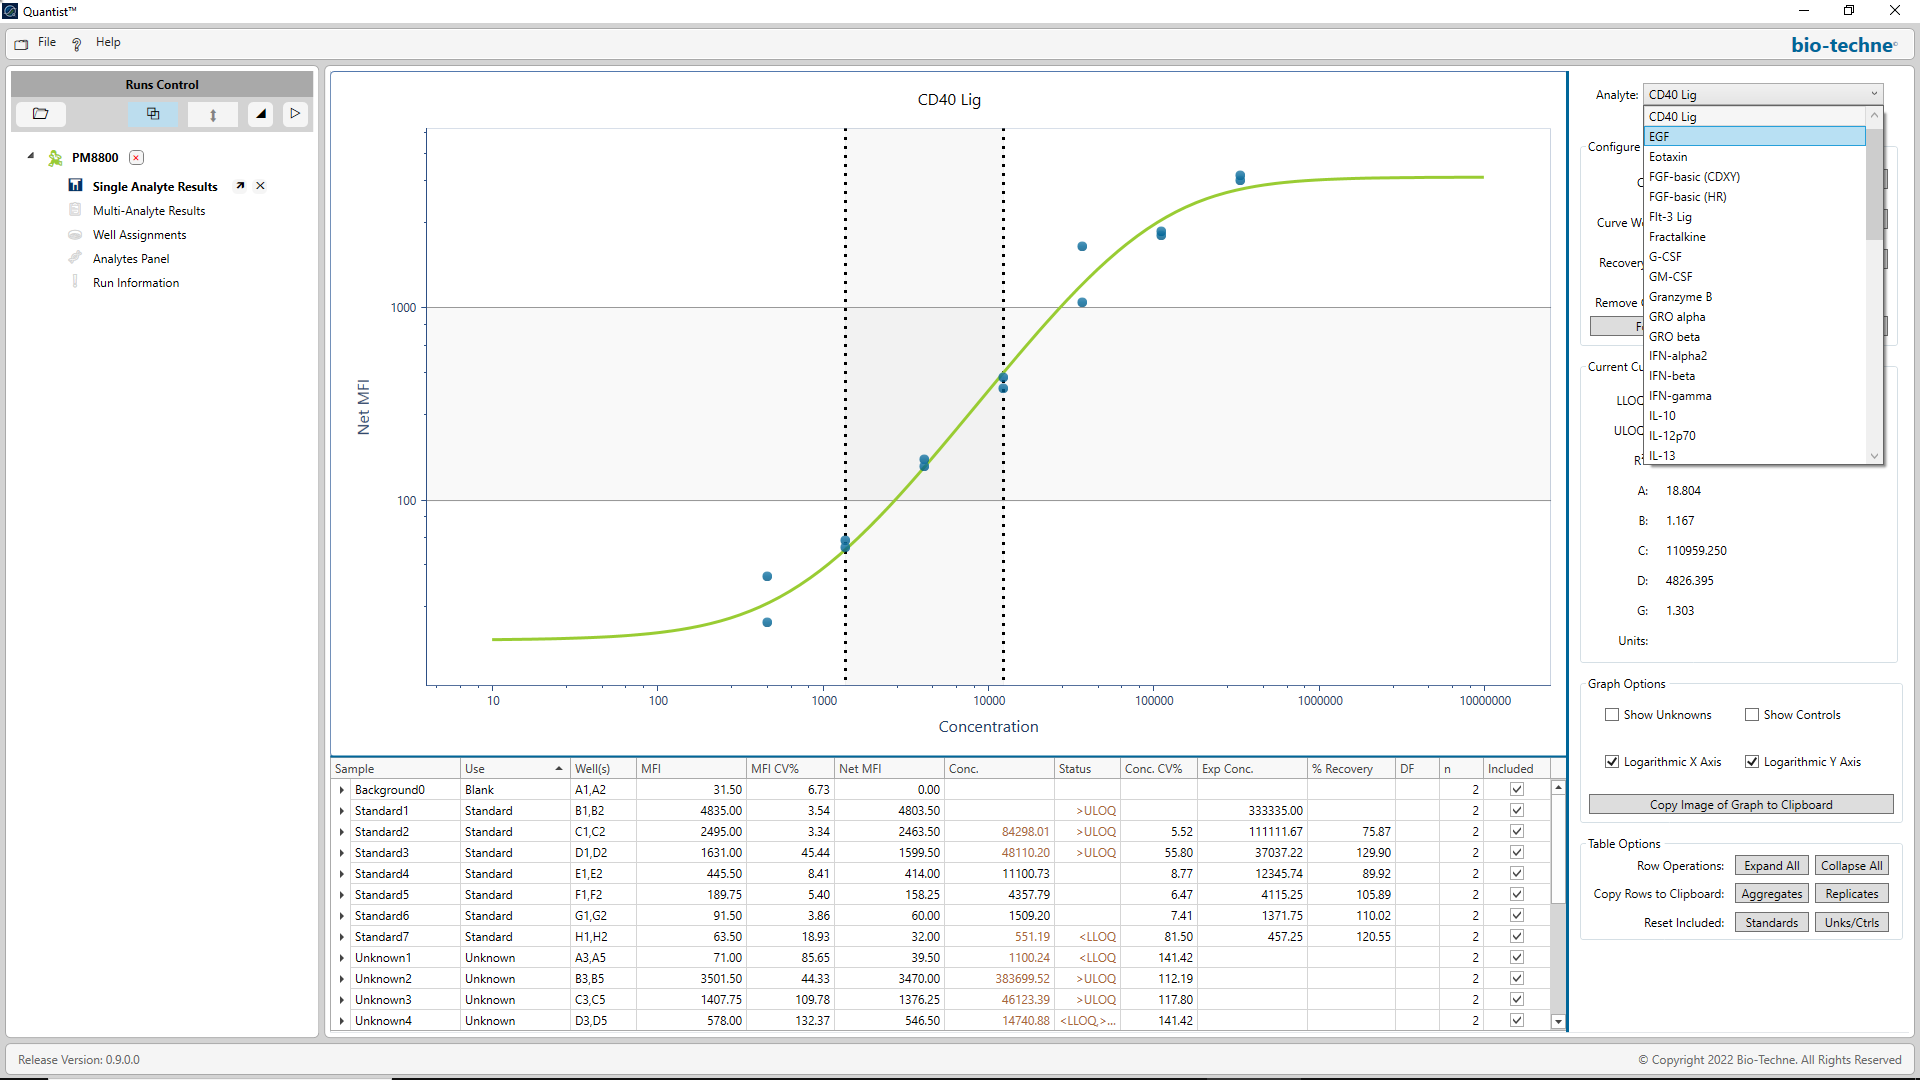 Quantist™
File Help
bio-techne
Runs Control
PM8800
Single Analyte Results
Multi-Analyte Results
Well Assignments
Analytes Panel
Run Information
CD40 Lig
Net MFI
1000
100
10 100 1000 10000 100000 1000000 10000000
Concentration
Analyte: CD40 Lig
CD40 Lig
EGF
Eotaxin
FGF-basic (CDXY)
FGF-basic (HR)
Flt-3 Lig
Fractalkine
G-CSF
GM-CSF
Granzyme B
GRO alpha
GRO beta
IFN-alpha2
IFN-beta
IFN-gamma
IL-10
IL-12p70
IL-13
Configure
Curve W
Recovery
Remove
Current Cu
LLOQ
ULOQ
A: 18.804
B: 1.167
C: 110959.250
D: 4826.395
G: 1.303
Units:
Graph Options
Show Unknowns Show Controls
Logarithmic X Axis Logarithmic Y Axis
Copy Image of Graph to Clipboard
Table Options
Row Operations: Expand All Collapse All
Copy Rows to Clipboard: Aggregates Replicates
Reset Included: Standards Unks/Ctrls
Sample Use Well(s) MFI MFI CV% Net MFI Conc. Status Conc. CV% Exp Conc. % Recovery DF n Included
Background0 Blank A1,A2 31.50 6.73 0.00 2
Standard1 Standard B1,B2 4835.00 3.54 4803.50 >ULOQ 333335.00 2
Standard2 Standard C1,C2 2495.00 3.34 2463.50 84298.01 >ULOQ 5.52 111111.67 75.87 2
Standard3 Standard D1,D2 1631.00 45.44 1599.50 48110.20 >ULOQ 55.80 37037.22 129.90 2
Standard4 Standard E1,E2 445.50 8.41 414.00 11100.73 8.77 12345.74 89.92 2
Standard5 Standard F1,F2 189.75 5.40 158.25 4357.79 6.47 4115.25 105.89 2
Standard6 Standard G1,G2 91.50 3.86 60.00 1509.20 7.41 1371.75 110.02 2
Standard7 Standard H1,H2 63.50 18.93 32.00 551.19 <LLOQ 81.50 457.25 120.55 2
Unknown1 Unknown A3,A5 71.00 85.65 39.50 1100.24 <LLOQ 141.42 2
Unknown2 Unknown B3,B5 3501.50 44.33 3470.00 383699.52 >ULOQ 112.19 2
Unknown3 Unknown C3,C5 1407.75 109.78 1376.25 46123.39 >ULOQ 117.80 2
Unknown4 Unknown D3,D5 578.00 132.37 546.50 14740.88 <LLOQ,>... 141.42 2
Release Version: 0.9.0.0
© Copyright 2022 Bio-Techne. All Rights Reserved